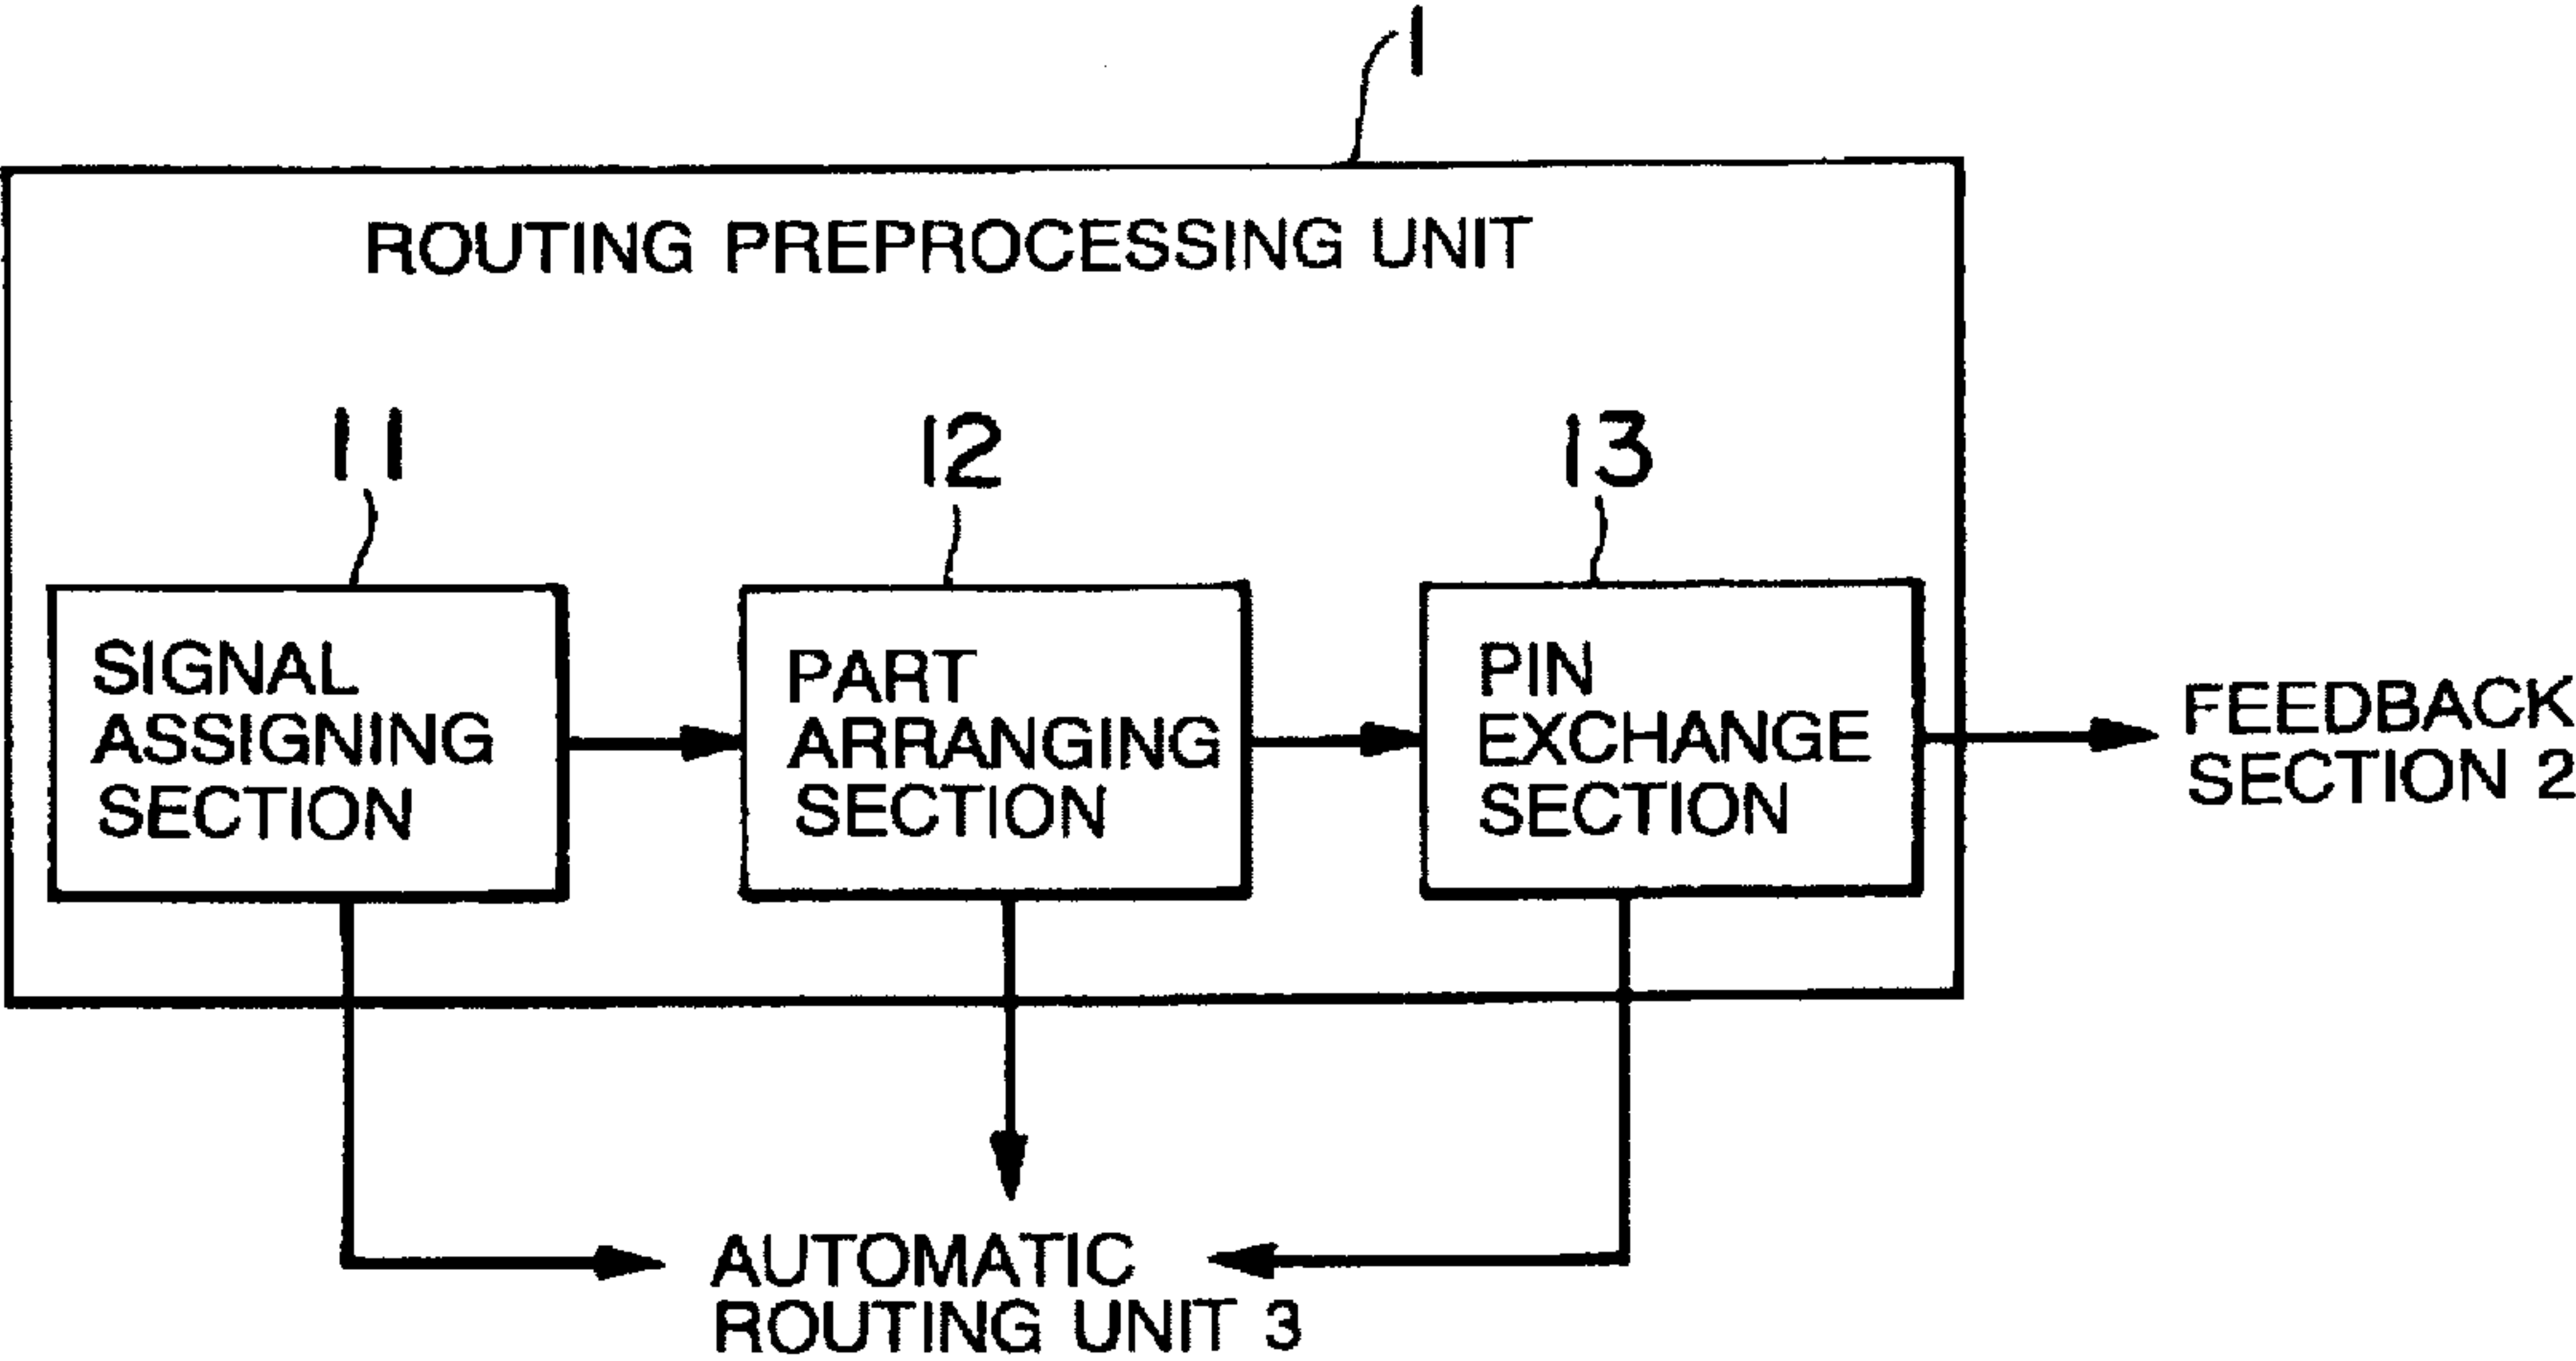 1
ROUTING PREPROCESSING UNIT
11
12
13
SIGNAL
ASSIGNING
SECTION
PART
ARRANGING
SECTION
PIN
EXCHANGE
SECTION
FEEDBACK
SECTION 2
AUTOMATIC
ROUTING UNIT 3